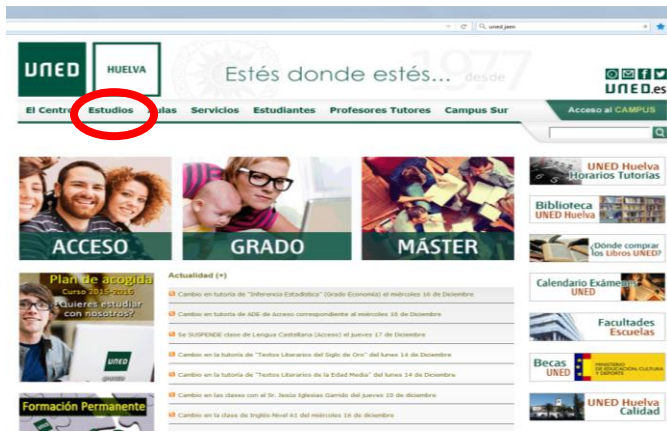 uned jaen
UNED HUELVA
Estés donde estés... desde 1977
UNED.es
El Centro Estudios Aulas Servicios Estudiantes Profesores Tutores Campus Sur
Acceso al CAMPUS
ACCESO
GRADO
MÁSTER
Plan de acogida
Curso 2015-2016
¿Quieres estudiar
con nosotros?
UNED
Formación Permanente
Actualidad (+)
Cambio en tutoría de "Inferencia Estadística" (Grado Economía) el miércoles 16 de Diciembre
Cambio en tutoría de ADE de Acceso correspondiente al miércoles 16 de Diciembre
Se SUSPENDE clase de Lengua Castellana (Acceso) el jueves 17 de Diciembre
Cambio en la tutoría de "Textos Literarios del Siglo de Oro" del lunes 14 de Diciembre
Cambio en la tutoría de "Textos Literarios de la Edad Media" del lunes 14 de Diciembre
Cambio en las clases con el Sr. Jesús Iglesias Garrido del jueves 10 de diciembre
Cambio en la clase de Inglés Nivel A1 del miércoles 16 de diciembre
UNED Huelva
Horarios Tutorías
Biblioteca
UNED Huelva
¿Dónde comprar
los Libros UNED?
Calendario Exámenes
UNED
Facultades
Escuelas
Becas
UNED
MINISTERIO
DE EDUCACIÓN, CULTURA
Y DEPORTE
UNED Huelva
Calidad